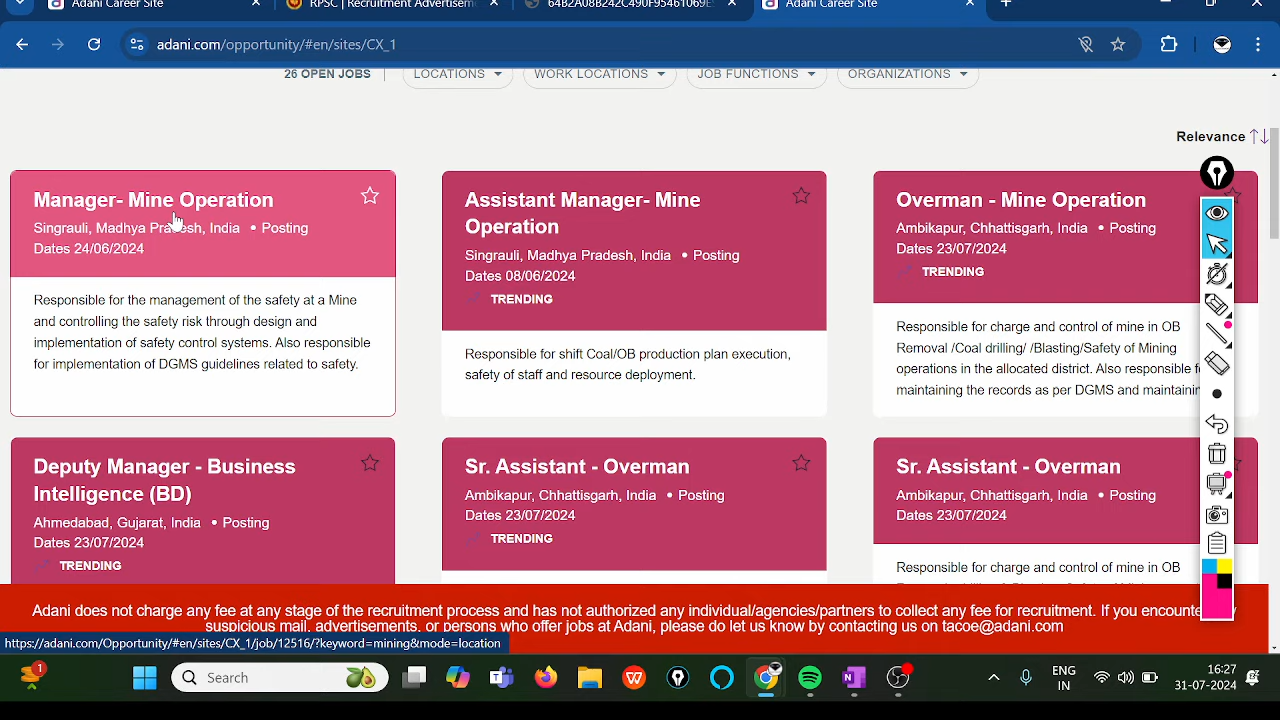 Adani Career Site
RPSC | Recruitment Advertisem
64B2A08B242C490F95461069E
Adani Career Site
adani.com/opportunity/#en/sites/CX_1
26 OPEN JOBS
LOCATIONS
WORK LOCATIONS
JOB FUNCTIONS
ORGANIZATIONS
Relevance
Manager- Mine Operation
Singrauli, Madhya Pradesh, India • Posting
Dates 24/06/2024
Responsible for the management of the safety at a Mine
and controlling the safety risk through design and
implementation of safety control systems. Also responsible
for implementation of DGMS guidelines related to safety.
Assistant Manager- Mine
Operation
Singrauli, Madhya Pradesh, India • Posting
Dates 08/06/2024
TRENDING
Responsible for shift Coal/OB production plan execution,
safety of staff and resource deployment.
Overman - Mine Operation
Ambikapur, Chhattisgarh, India • Posting
Dates 23/07/2024
TRENDING
Responsible for charge and control of mine in OB
Removal /Coal drilling/ /Blasting/Safety of Mining
operations in the allocated district. Also responsible f
maintaining the records as per DGMS and maintainin
Deputy Manager - Business
Intelligence (BD)
Ahmedabad, Gujarat, India • Posting
Dates 23/07/2024
TRENDING
Sr. Assistant - Overman
Ambikapur, Chhattisgarh, India • Posting
Dates 23/07/2024
TRENDING
Sr. Assistant - Overman
Ambikapur, Chhattisgarh, India • Posting
Dates 23/07/2024
Responsible for charge and control of mine in OB
Adani does not charge any fee at any stage of the recruitment process and has not authorized any individual/agencies/partners to collect any fee for recruitment. If you encounte
suspicious mail, advertisements, or persons who offer jobs at Adani, please do let us know by contacting us on tacoe@adani.com
https://adani.com/Opportunity/#en/sites/CX_1/job/12516/?keyword=mining&mode=location
1
Search
ENG
IN
16:27
31-07-2024